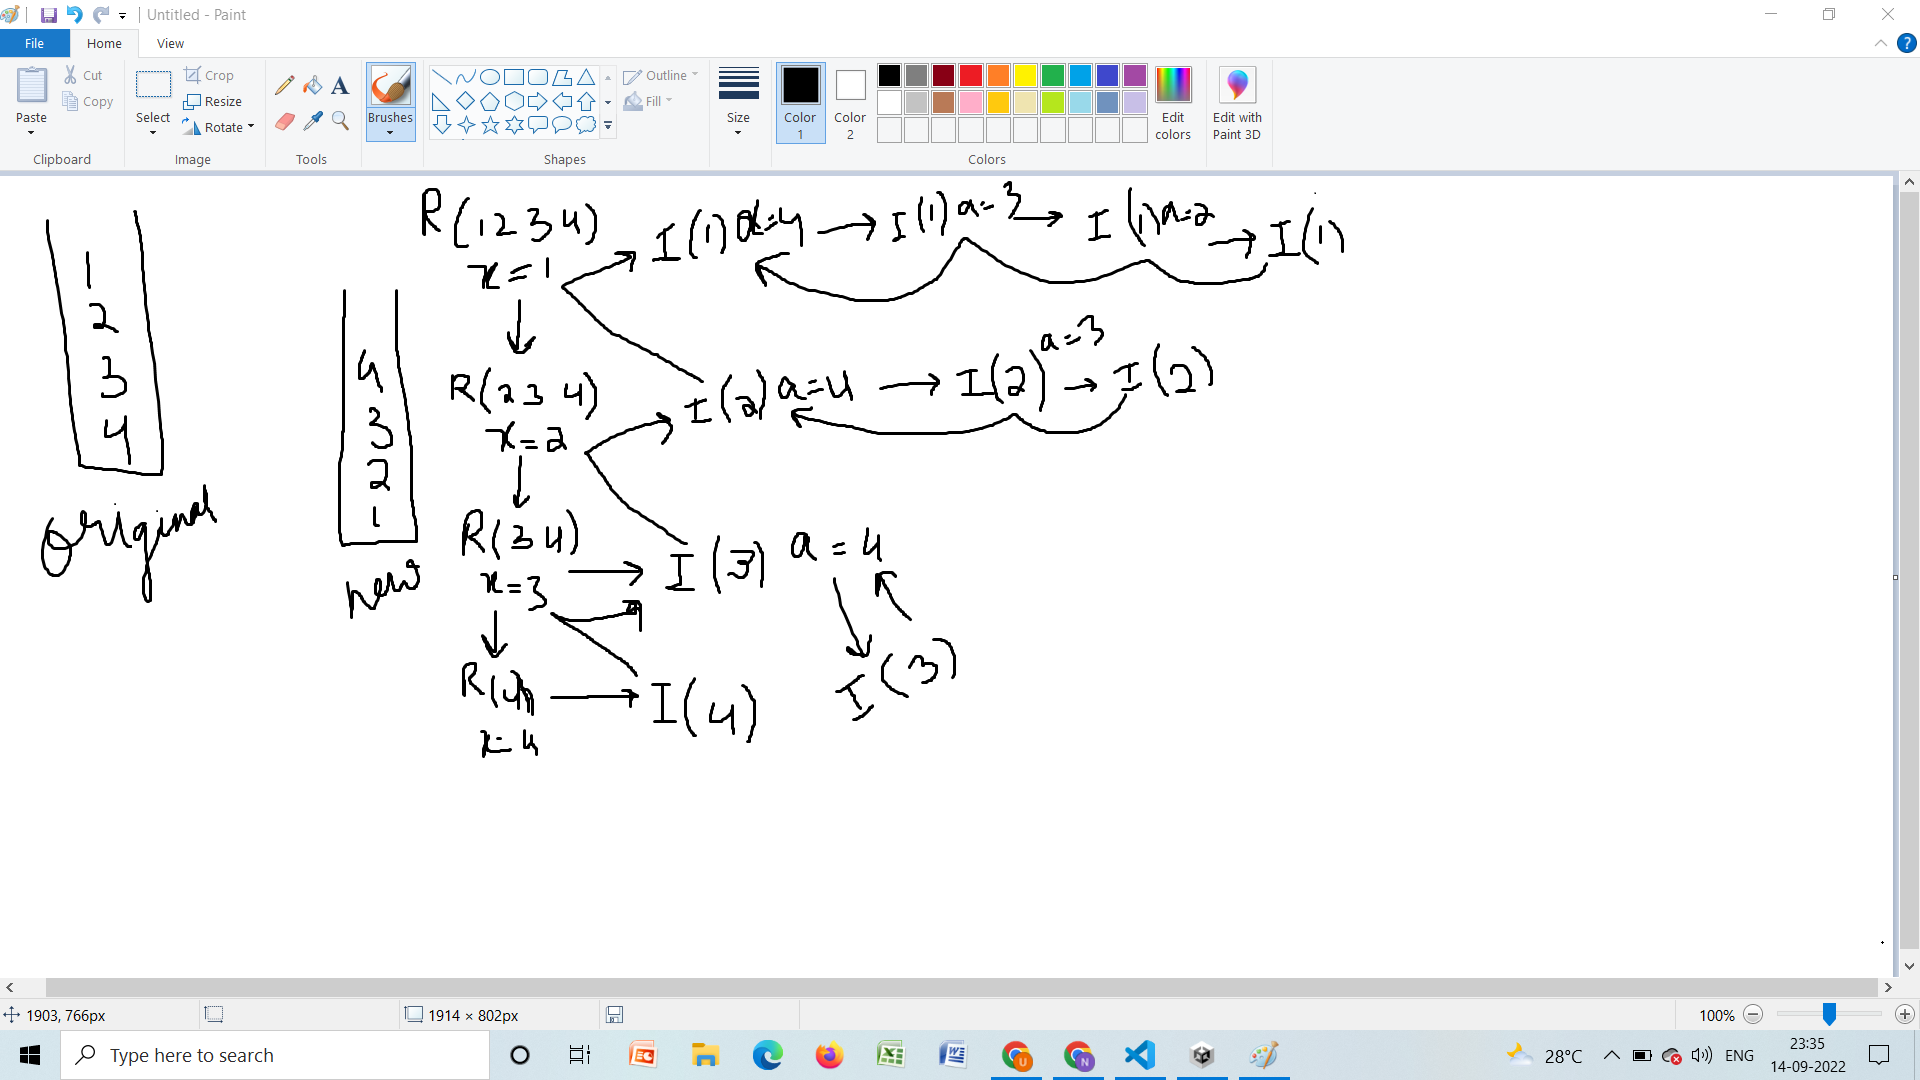 Untitled - Paint
File Home View
Cut
Copy
Paste
Clipboard
Crop
Resize
Rotate
Select
Image
Tools
Brushes
Shapes
Outline
Fill
Size
Color 1
Color 2
Edit colors
Edit with Paint 3D
Colors
R(1 2 3 4) I(1) a=4 → I(1) a=3 → I(1) a=2 → I(1)
x=1
R(2 3 4) I(2) a=4 → I(2) a=3 → I(2)
x=2
R(3 4) → I(3) a=4
x=3
I(3)
R(4) → I(4)
x=4
1
2
3
4
original
4
3
2
1
new
1903, 766px
1914 × 802px
100%
Type here to search
28°C
ENG
23:35
14-09-2022